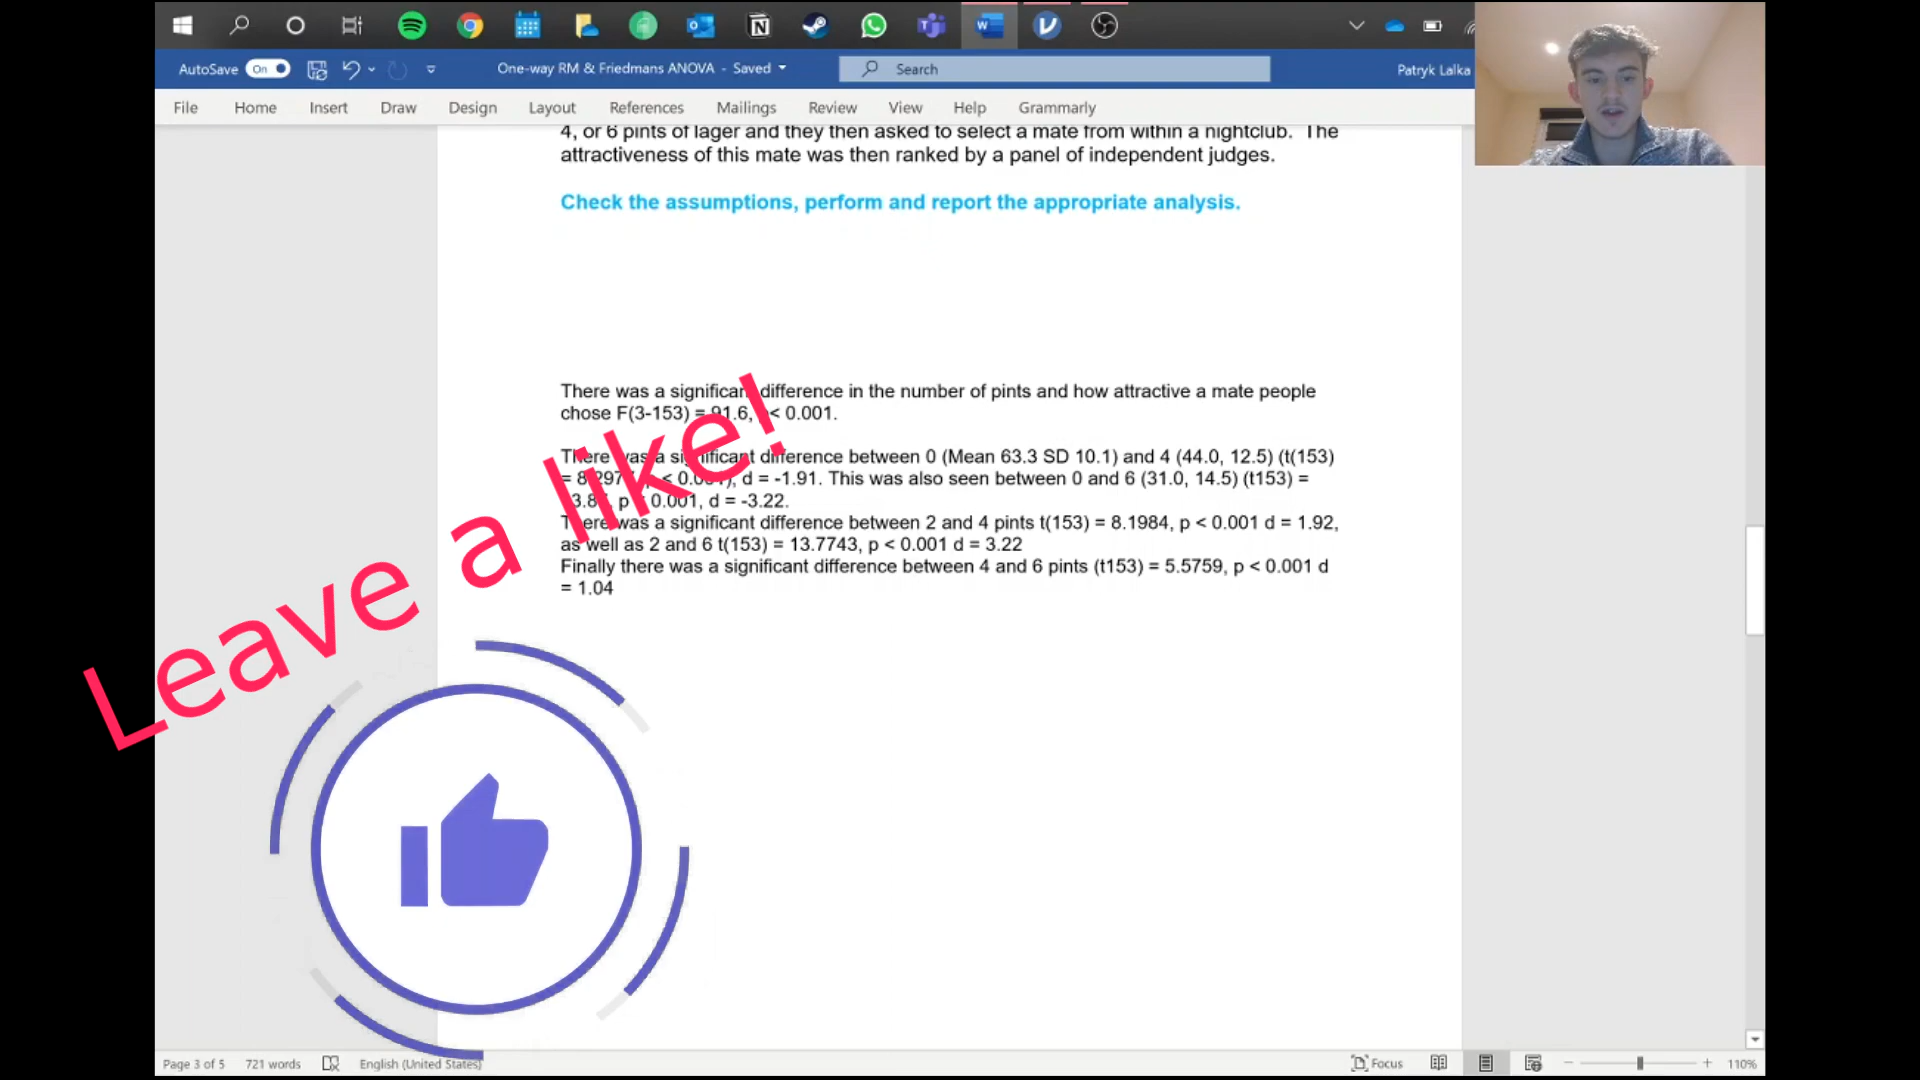 AutoSave On One-way RM & Friedmans ANOVA - Saved Search Patryk Lalka
File Home Insert Draw Design Layout References Mailings Review View Help Grammarly
4, or 6 pints of lager and they then asked to select a mate from within a nightclub. The
attractiveness of this mate was then ranked by a panel of independent judges.
Check the assumptions, perform and report the appropriate analysis.
There was a significant difference in the number of pints and how attractive a mate people
chose F(3-153) = 91.6, p < 0.001.
There was a significant difference between 0 (Mean 63.3 SD 10.1) and 4 (44.0, 12.5) (t(153)
d = -1.91. This was also seen between 0 and 6 (31.0, 14.5) (t153) =
0.001, d = -3.22.
There was a significant difference between 2 and 4 pints t(153) = 8.1984, p < 0.001 d = 1.92,
as well as 2 and 6 t(153) = 13.7743, p < 0.001 d = 3.22
Finally there was a significant difference between 4 and 6 pints (t153) = 5.5759, p < 0.001 d
= 1.04
Leave a like!
Page 3 of 5 721 words English (United States) Focus 110%